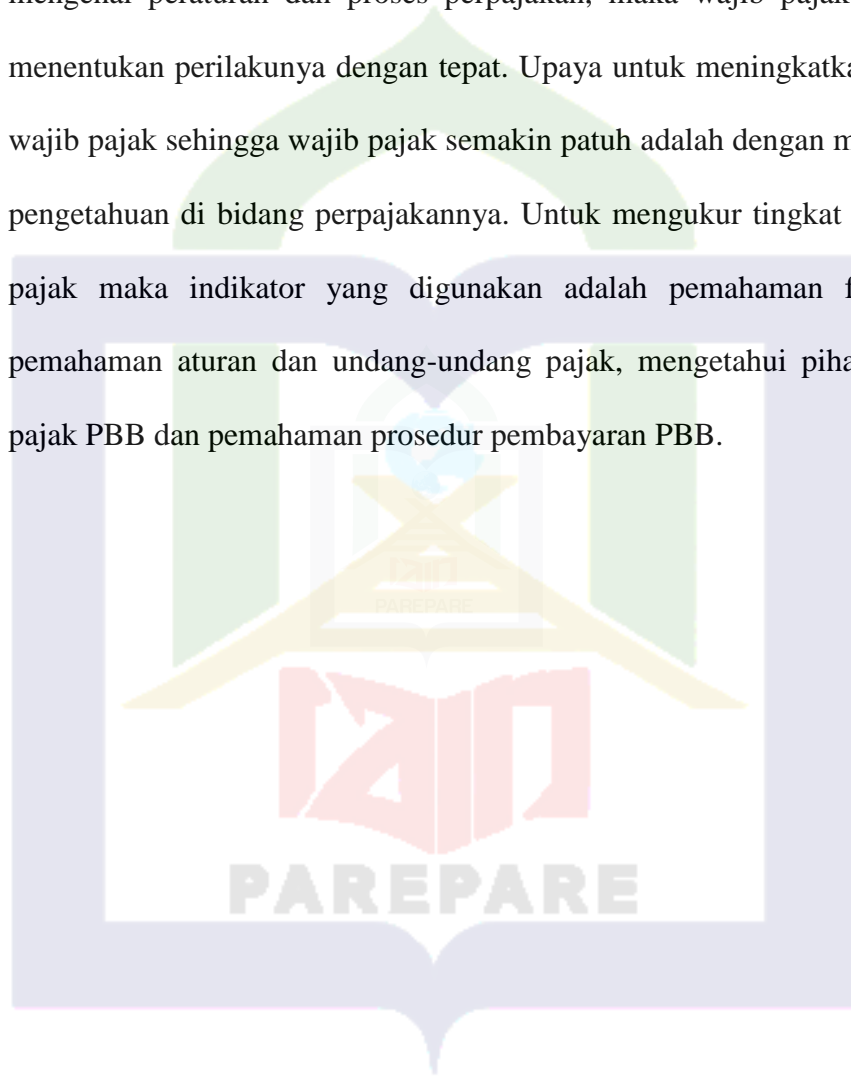 mengenai peraturan dan proses perpajakan, maka wajib pajak
menentukan perilakunya dengan tepat. Upaya untuk meningkatka
wajib pajak sehingga wajib pajak semakin patuh adalah dengan m
pengetahuan di bidang perpajakannya. Untuk mengukur tingkat
pajak maka indikator yang digunakan adalah pemahaman f
pemahaman aturan dan undang-undang pajak, mengetahui piha
pajak PBB dan pemahaman prosedur pembayaran PBB.
PAREPARE
PAREPARE